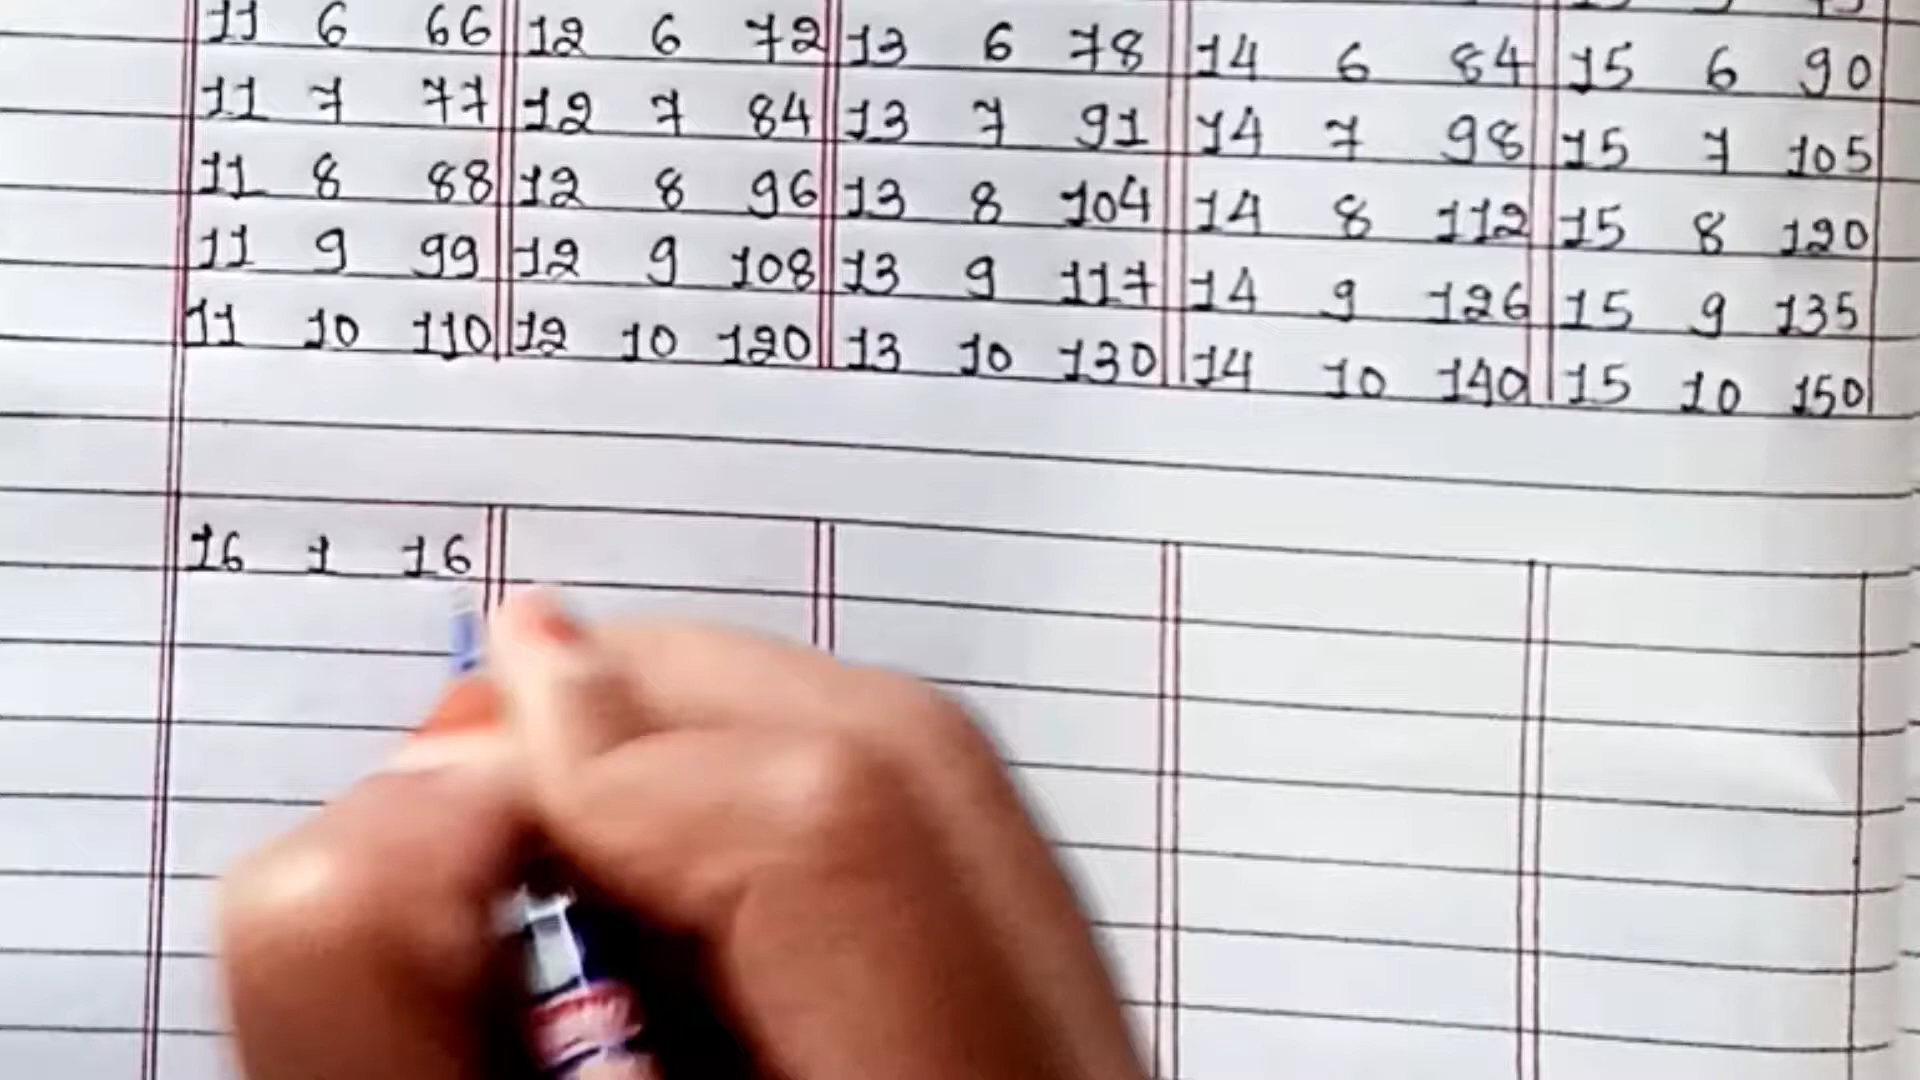 11 6 66 12 6 72 13 6 78 14 6 84 15 6 90
11 7 77 12 7 84 13 7 91 14 7 98 15 7 105
11 8 88 12 8 96 13 8 104 14 8 112 15 8 120
11 9 99 12 9 108 13 9 117 14 9 126 15 9 135
11 10 110 12 10 120 13 10 130 14 10 140 15 10 150
16 1 16